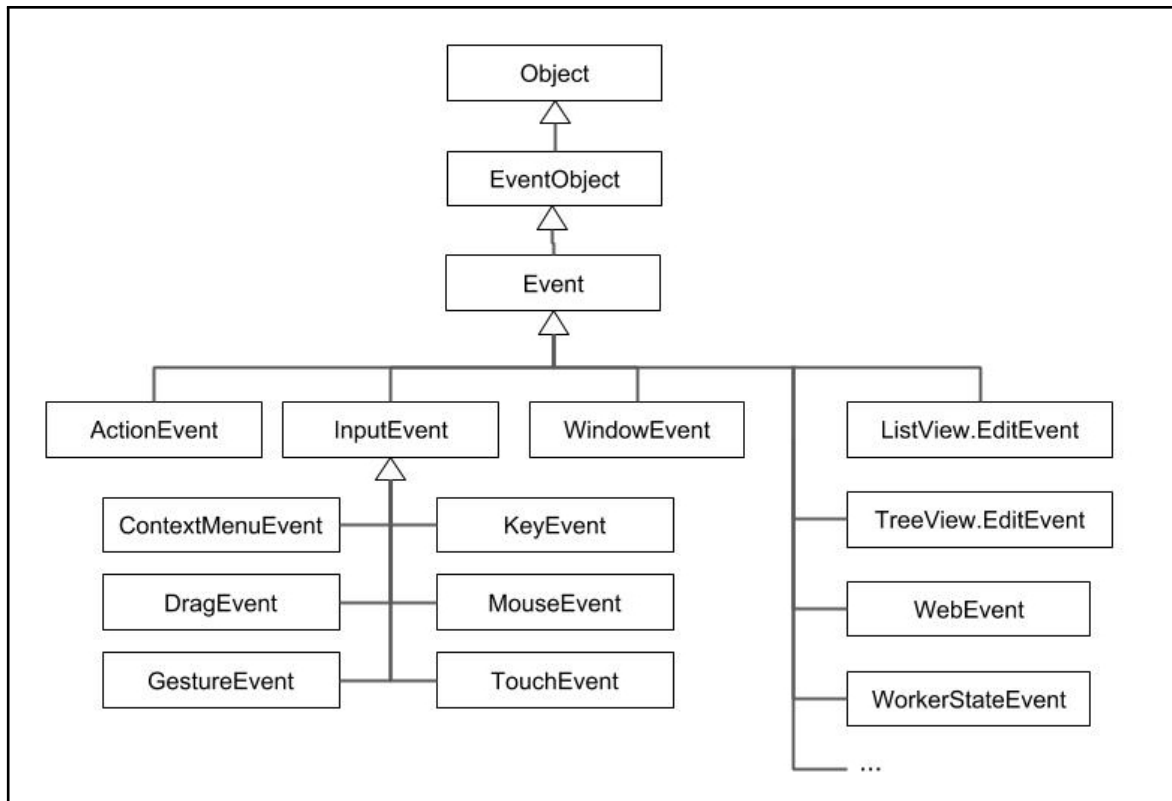 Object
EventObject
Event
ActionEvent
InputEvent
WindowEvent
ListView.EditEvent
ContextMenuEvent
KeyEvent
TreeView.EditEvent
DragEvent
MouseEvent
WebEvent
GestureEvent
TouchEvent
WorkerStateEvent
...